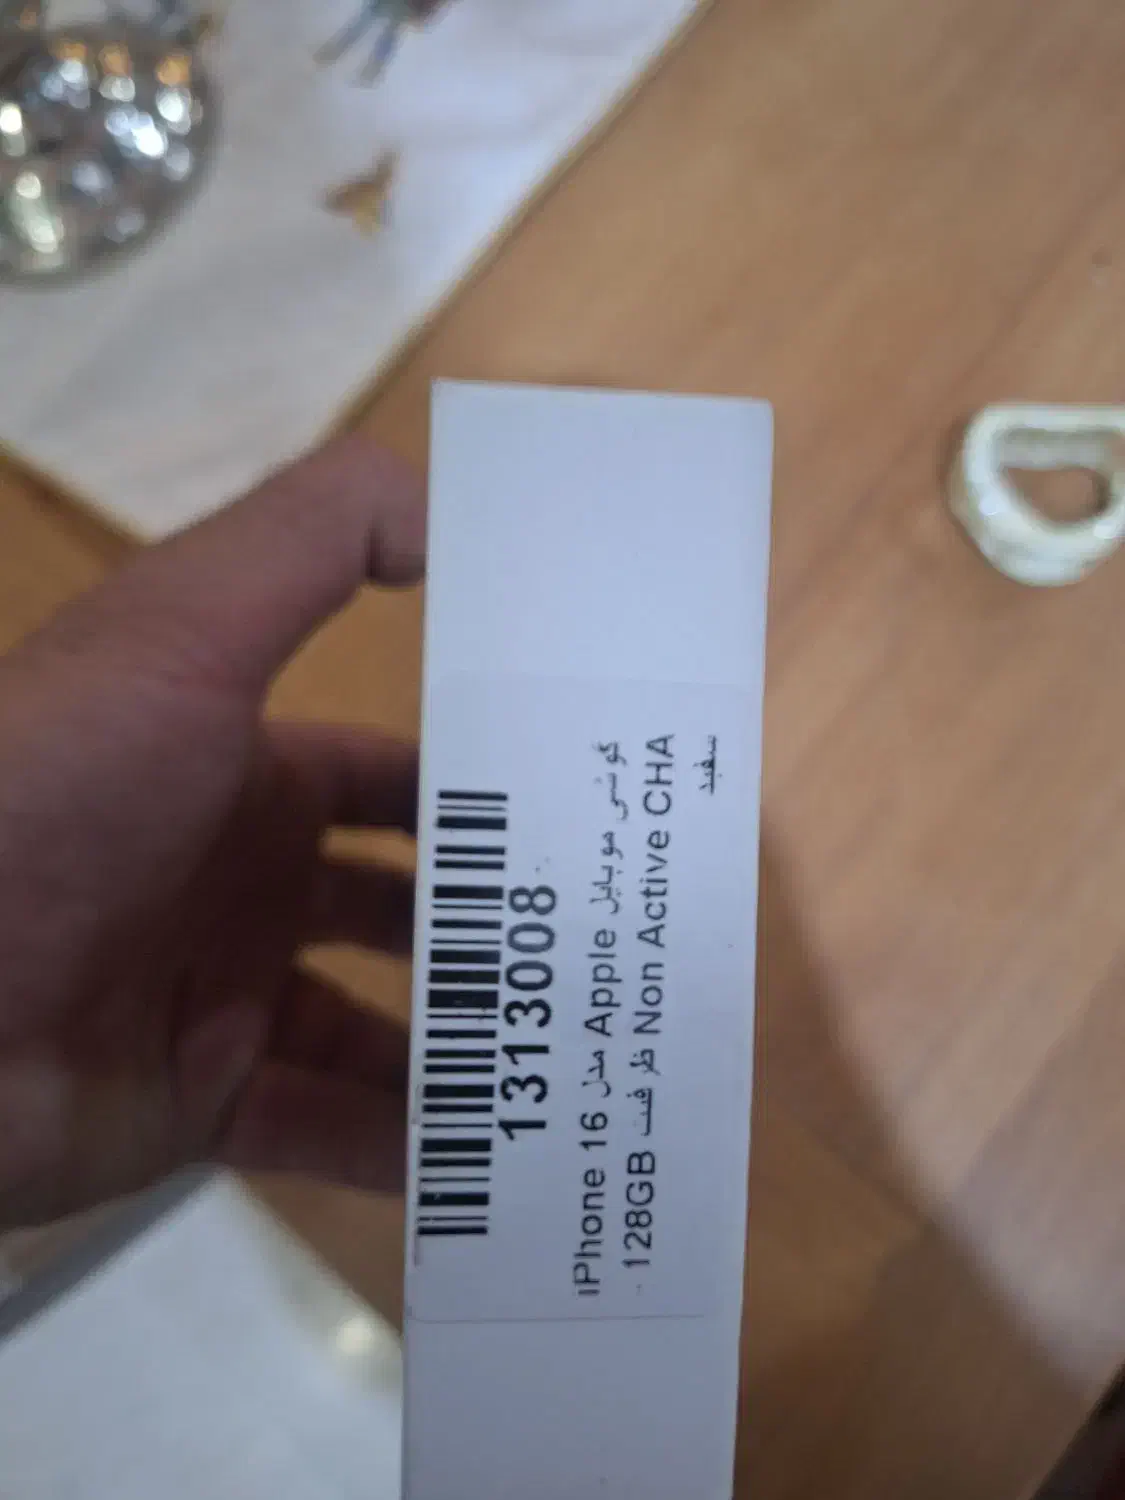 1313008
گوشی موبایل Apple مدل iPhone 16
Non Active CHA ظرفیت 128GB -
سفید